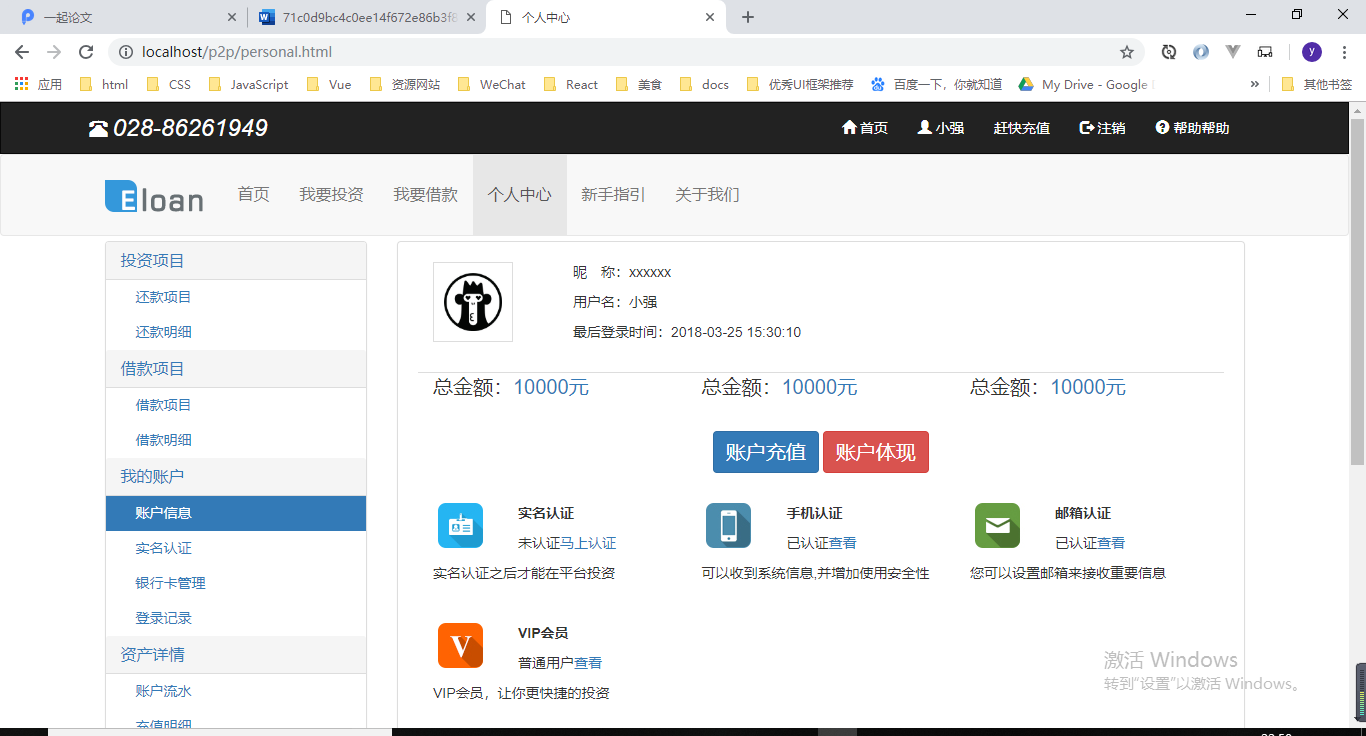 一起论文
71c0d9bc4c0ee14f672e86b3f8
个人中心
y
localhost/p2p/personal.html
应用 html CSS JavaScript Vue 资源网站 WeChat React 美食 docs 优秀UI框架推荐 百度一下，你就知道 My Drive - Google » 其他书签
028-86261949 首页 小强 赶快充值 注销 帮助帮助
Eloan 首页 我要投资 我要借款 个人中心 新手指引 关于我们
投资项目
还款项目
还款明细
借款项目
借款项目
借款明细
我的账户
账户信息
实名认证
银行卡管理
登录记录
资产详情
账户流水
充值明细
昵 称：xxxxxx
用户名：小强
最后登录时间：2018-03-25 15:30:10
总金额：10000元 总金额：10000元 总金额：10000元
账户充值 账户体现
实名认证
未认证马上认证
实名认证之后才能在平台投资
手机认证
已认证查看
可以收到系统信息,并增加使用安全性
邮箱认证
已认证查看
您可以设置邮箱来接收重要信息
V
VIP会员
普通用户查看
VIP会员，让你更快捷的投资
激活 Windows
转到"设置"以激活 Windows。